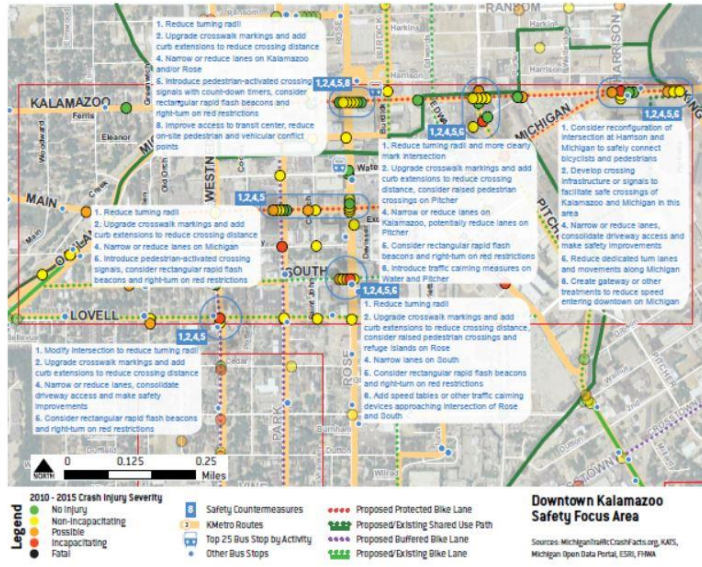 RANSOM
Harkins
1. Reduce turning radii
2. Upgrade crosswalk markings and add
curb extensions to reduce crossing distance
4. Narrow or reduce lanes on Kalamazoo
and/or Rose
5. Introduce pedestrian-activated crossing
signals with count-down timers, consider
rectangular rapid flash beacons and
right-turn on red restrictions
8. Improve access to transit center, reduce
on-site pedestrian and vehicular conflict
points
ROSE
BURDICK
HARRISON
1,2,4,5,8
1,2,4,5,6
1,2,4,5,6
KALAMAZOO
Ferris
Eleanor
Woodward
MICHIGAN
PITCH
1. Reduce turning radii and more clearly
mark intersection
2. Upgrade crosswalk markings and add
curb extensions to reduce crossing
distance, consider raised pedestrian
crossings on Pitcher
4. Narrow or reduce lanes on
Kalamazoo, potentially reduce lanes on
Pitcher
5. Consider rectangular rapid flash
beacons and right-turn on red restrictions
6. Introduce traffic calming measures on
Water and Pitcher
1. Consider reconfiguration of
intersection at Harrison and
Michigan to safely connect
bicyclists and pedestrians
2. Develop crossing
infrastructure or signals to
facilitate safe crossings of
Kalamazoo and Michigan in this
area
4. Narrow or reduce lanes,
consolidate driveway access and
make safety improvements
5. Reduce dedicated turn lanes
and movements along Michigan
6. Create gateway or other
treatments to reduce speed
entering downtown on Michigan
MAIN
Main
WESTN
1,2,4,5
1. Reduce turning radii
2. Upgrade crosswalk markings and add
curb extensions to reduce crossing distance
4. Narrow or reduce lanes on Michigan
5. Introduce pedestrian-activated crossing
signals, consider rectangular rapid flash
beacons and right-turn on red restrictions
SOUTH
1,2,4,5,6
1. Reduce turning radii
2. Upgrade crosswalk markings and add
curb extensions to reduce crossing distance,
consider raised pedestrian crossings and
refuge islands on Rose
4. Narrow lanes on South
5. Consider rectangular rapid flash beacons
and right-turn on red restrictions
6. Add speed tables or other traffic calming
devices approaching intersection of Rose
and South
LOVELL
1,2,4,5
1. Modify intersection to reduce turning radii
2. Upgrade crosswalk markings and add
curb extensions to reduce crossing distance
4. Narrow or reduce lanes, consolidate
driveway access and make safety
improvements
5. Consider rectangular rapid flash beacons
and right-turn on red restrictions
Cedar
PARK
ROSE
Burnham
Dutton
NORTH
0 0.125 0.25
Miles
Legend
2010 - 2015 Crash Injury Severity
No Injury
Non-Incapacitating
Possible
Incapacitating
Fatal
8 Safety Countermeasures
KMetro Routes
Top 25 Bus Stop by Activity
Other Bus Stops
Proposed Protected Bike Lane
Proposed/Existing Shared Use Path
Proposed Buffered Bike Lane
Proposed/Existing Bike Lane
Downtown Kalamazoo
Safety Focus Area
Sources: MichiganTrafficCrashFacts.org, KATS,
Michigan Open Data Portal, ESRI, FHWA